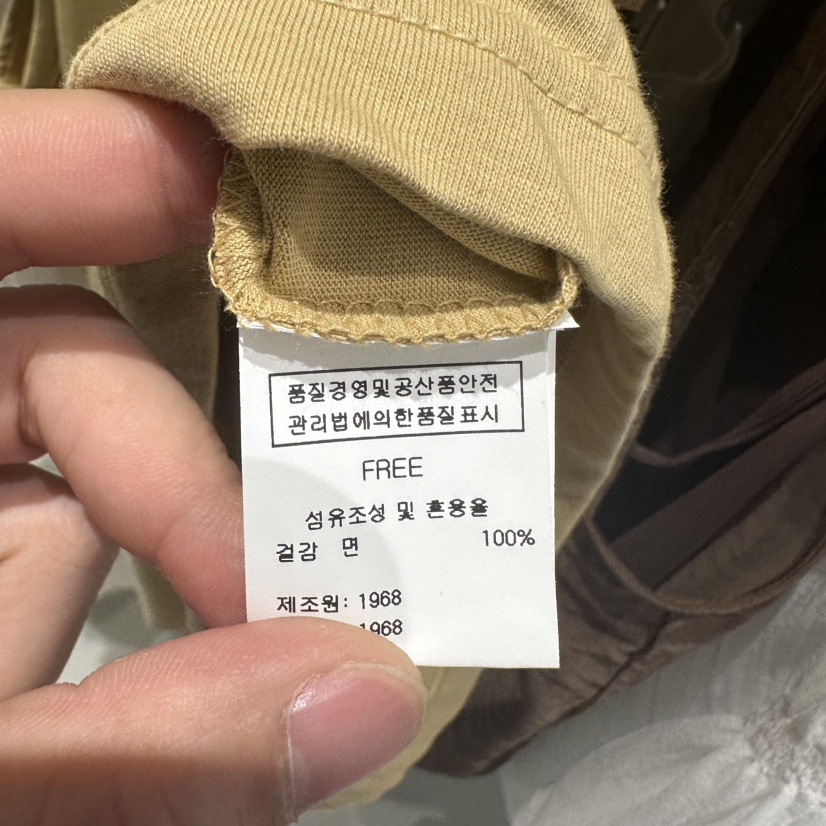 품질경영및공산품안전
관리법에의한품질표시
FREE
섬유조성 및 혼용율
겉감 면 100%
제조원: 1968
1968